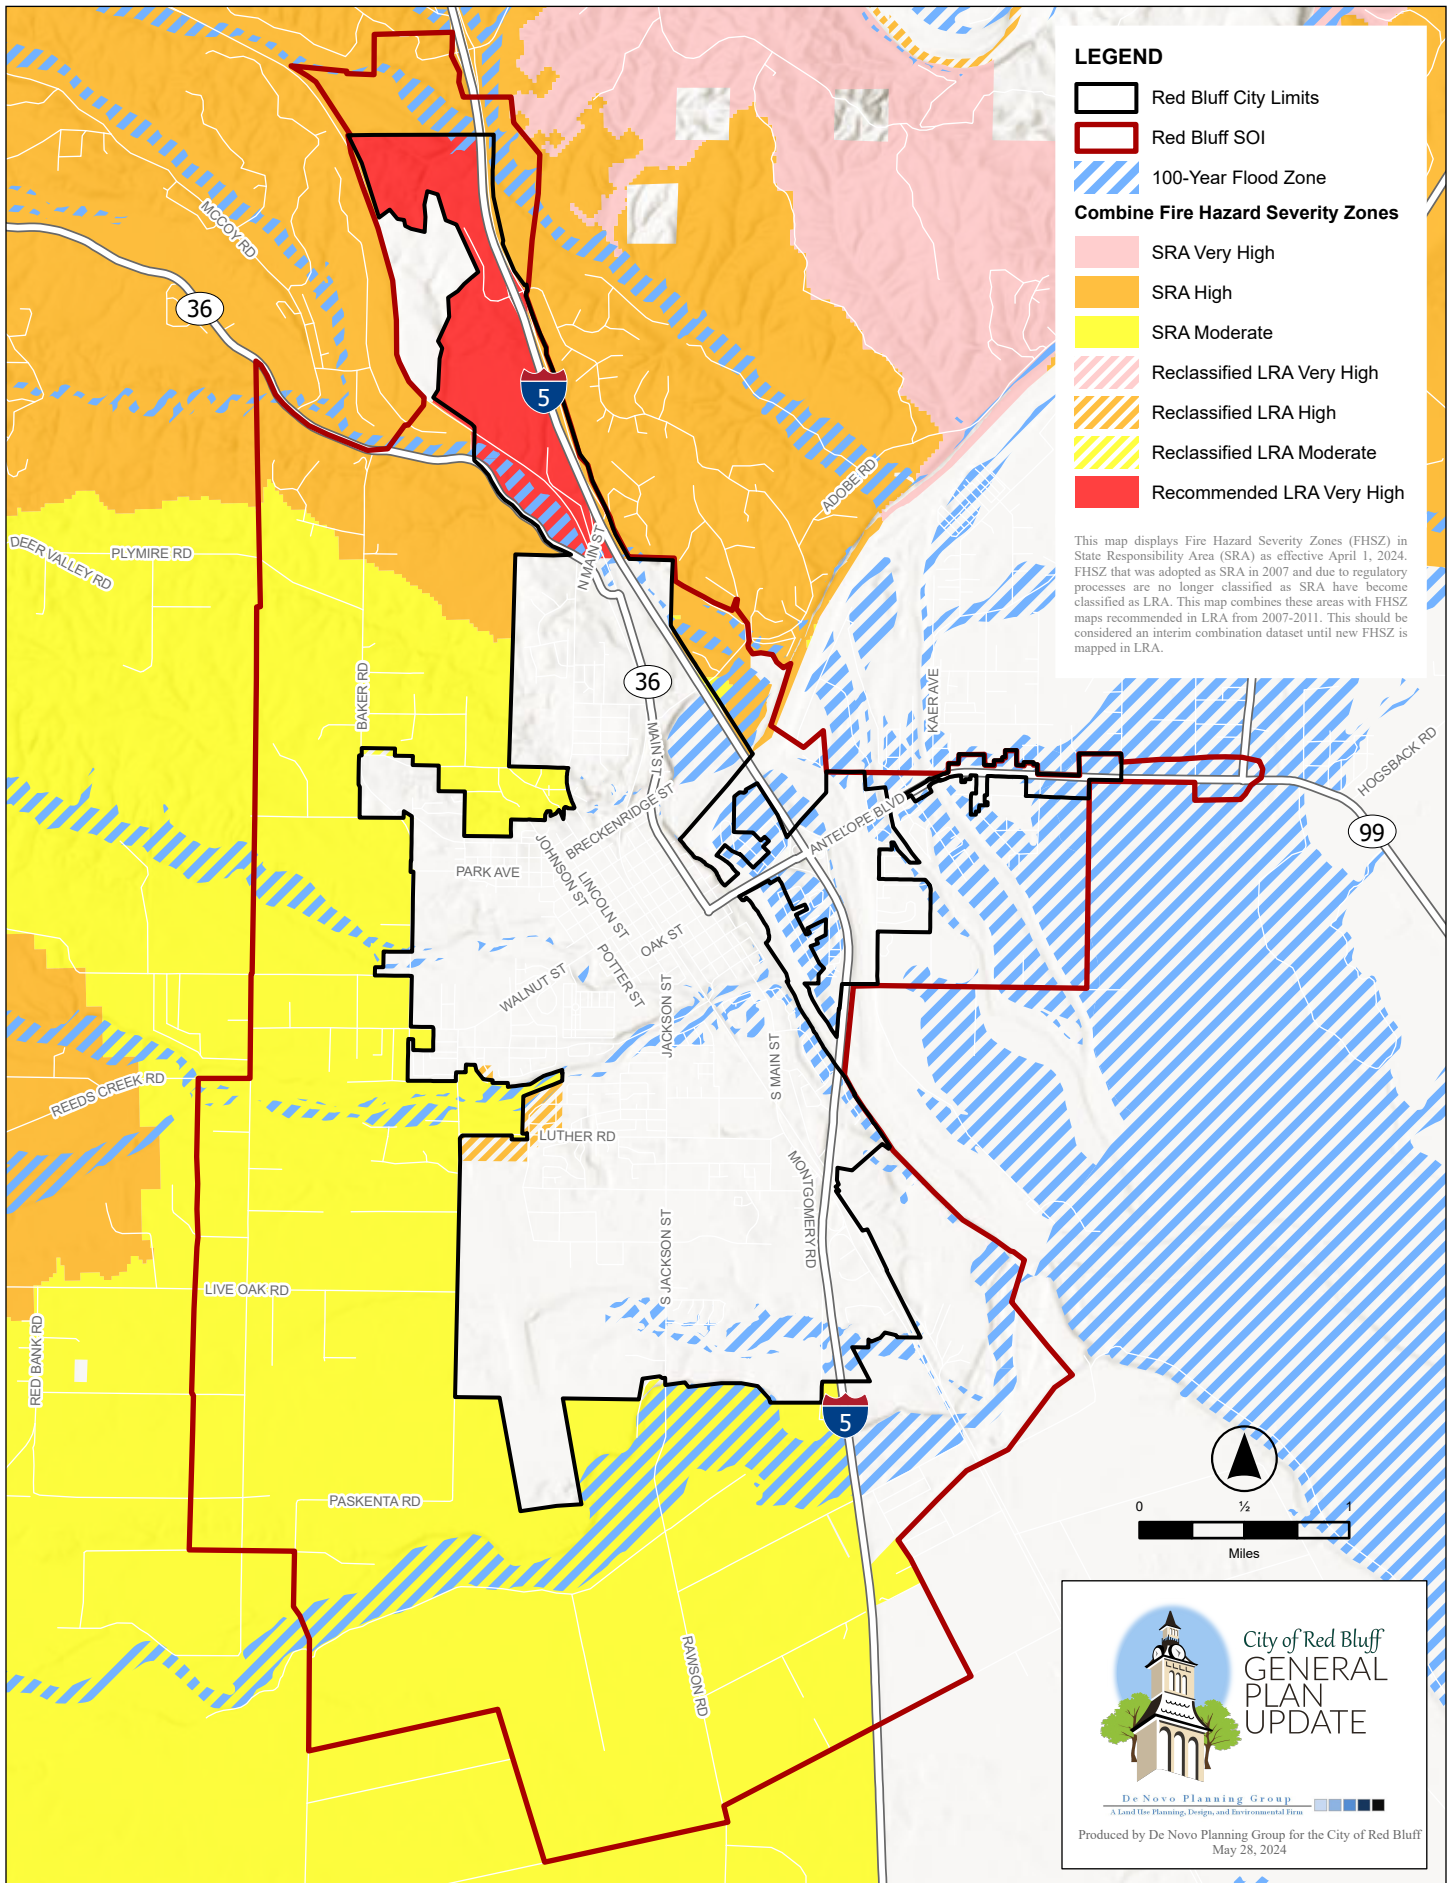 LEGEND
Red Bluff City Limits
Red Bluff SOI
100-Year Flood Zone
Combine Fire Hazard Severity Zones
SRA Very High
SRA High
SRA Moderate
Reclassified LRA Very High
Reclassified LRA High
Reclassified LRA Moderate
Recommended LRA Very High
This map displays Fire Hazard Severity Zones (FHSZ) in
State Responsibility Area (SRA) as effective April 1, 2024.
FHSZ that was adopted as SRA in 2007 and due to regulatory
processes are no longer classified as SRA have become
classified as LRA. This map combines these areas with FHSZ
maps recommended in LRA from 2007-2011. This should be
considered an interim combination dataset until new FHSZ is
mapped in LRA.
MCCOY RD
36
5
ADOBE RD
DEER VALLEY RD
PLYMIRE RD
N MAIN ST
BAKER RD
36
KAER AVE
MAIN ST
HOGSBACK RD
BRECKENRIDGE ST
ANTELOPE BLVD
99
JOHNSON ST
PARK AVE
LINCOLN ST
OAK ST
POTTER ST
WALNUT ST
JACKSON ST
S MAIN ST
REEDS CREEK RD
LUTHER RD
MONTGOMERY RD
S JACKSON ST
LIVE OAK RD
RED BANK RD
5
PASKENTA RD
RAWSON RD
0 ½ 1
Miles
City of Red Bluff
GENERAL
PLAN
UPDATE
De Novo Planning Group
A Land Use Planning, Design, and Environmental Firm
Produced by De Novo Planning Group for the City of Red Bluff
May 28, 2024